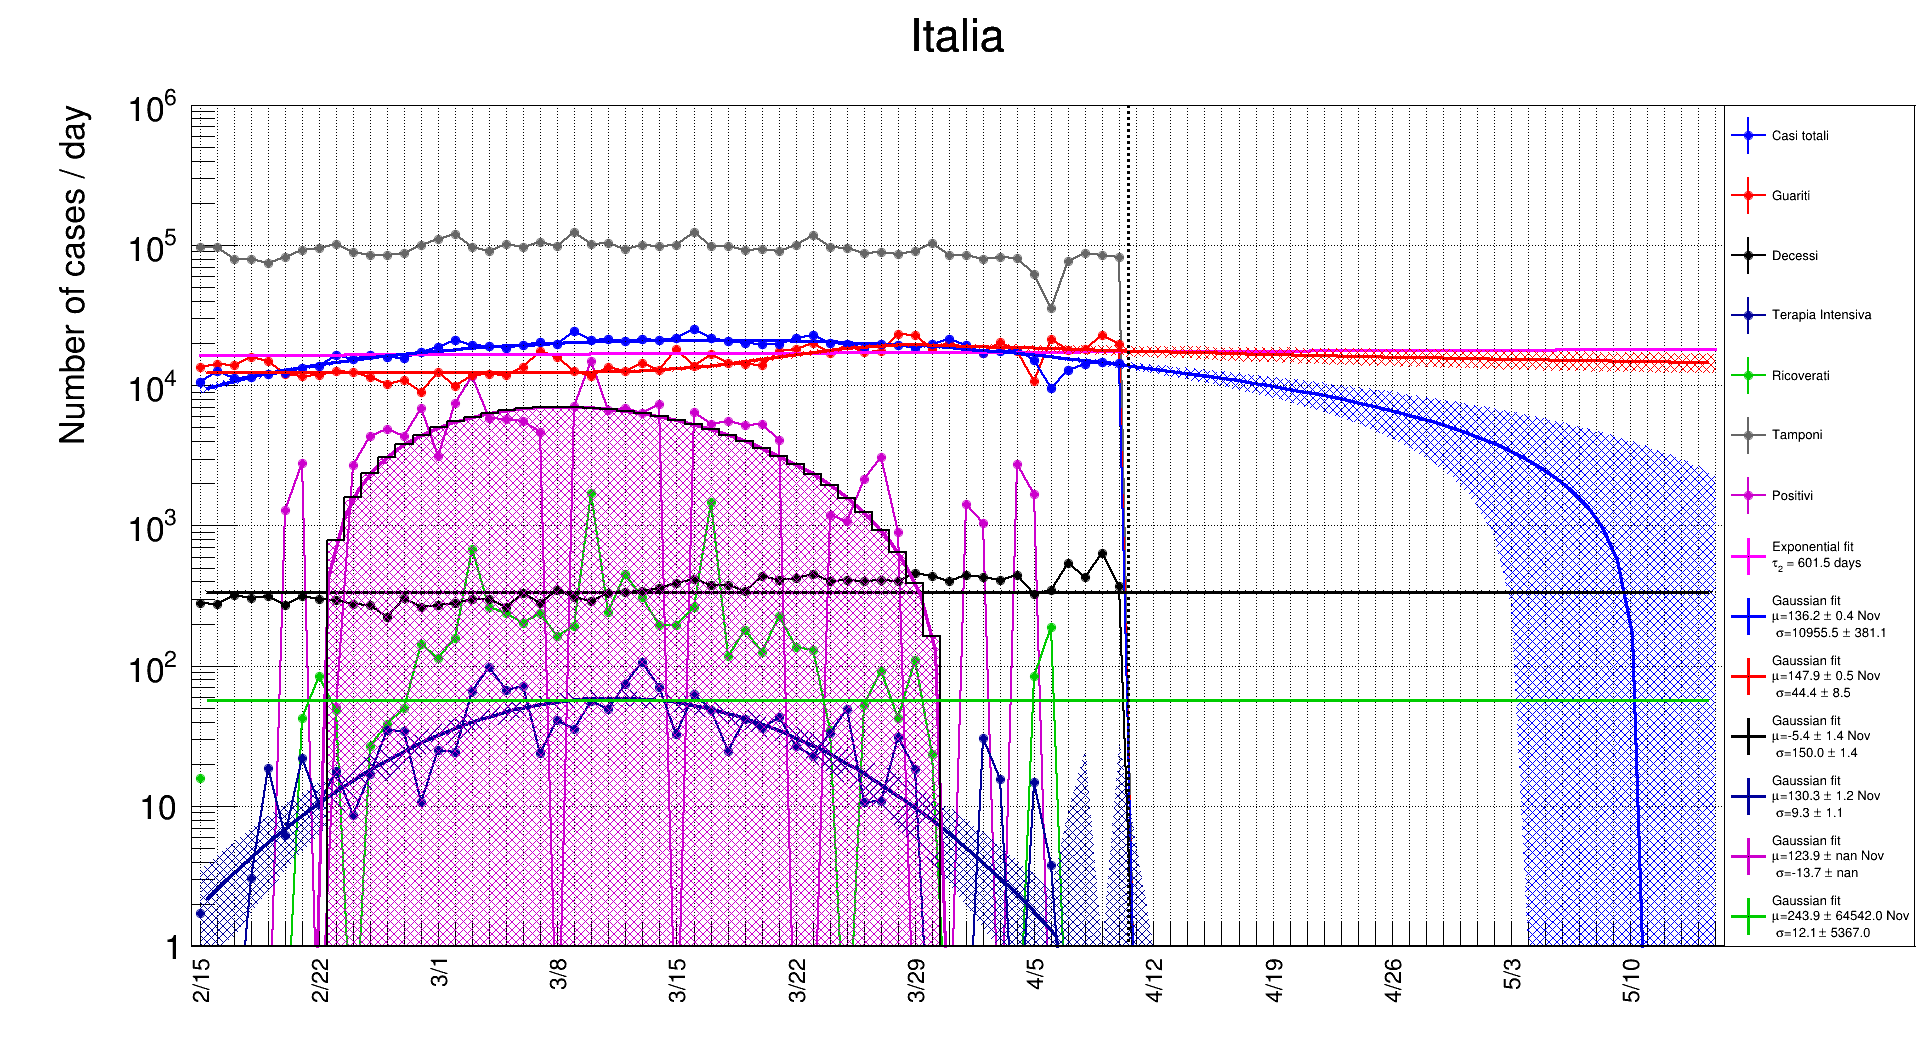 Italia
Number of cases / day
10^6
10^5
10^4
10^3
10^2
10
1
2/15
2/22
3/1
3/8
3/15
3/22
3/29
4/5
4/12
4/19
4/26
5/3
5/10
Casi totali
Guariti
Decessi
Terapia Intensiva
Ricoverati
Tamponi
Positivi
Exponential fit
τ₂ = 601.5 days
Gaussian fit
μ=136.2 ± 0.4 Nov
σ=10955.5 ± 381.1
Gaussian fit
μ=147.9 ± 0.5 Nov
σ=44.4 ± 8.5
Gaussian fit
μ=-5.4 ± 1.4 Nov
σ=150.0 ± 1.4
Gaussian fit
μ=130.3 ± 1.2 Nov
σ=9.3 ± 1.1
Gaussian fit
μ=123.9 ± nan Nov
σ=-13.7 ± nan
Gaussian fit
μ=243.9 ± 64542.0 Nov
σ=12.1 ± 5367.0